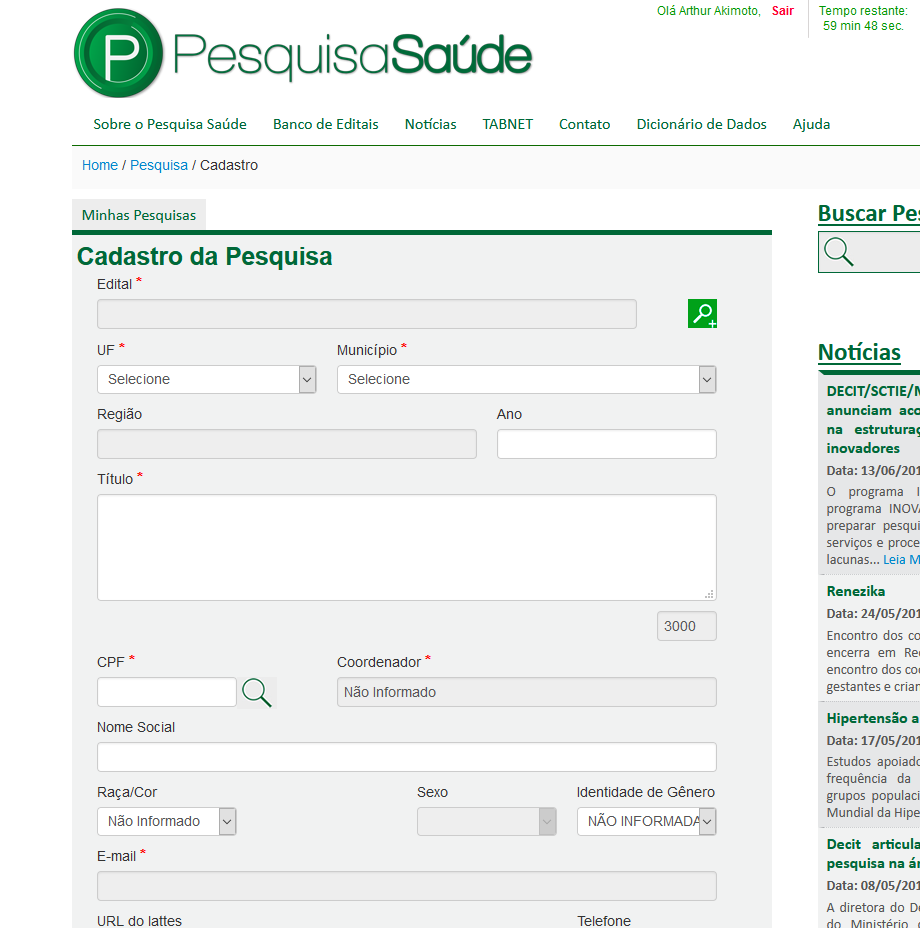 Olá Arthur Akimoto, Sair
Tempo restante:
59 min 48 sec.
P PesquisaSaúde
Sobre o Pesquisa Saúde Banco de Editais Notícias TABNET Contato Dicionário de Dados Ajuda
Home / Pesquisa / Cadastro
Minhas Pesquisas
Cadastro da Pesquisa
Edital *
UF * Município *
Selecione Selecione
Região Ano
Título *
3000
CPF * Coordenador *
Não Informado
Nome Social
Raça/Cor Sexo Identidade de Gênero
Não Informado NÃO INFORMADA
E-mail *
URL do lattes Telefone
Buscar Pes
Notícias
DECIT/SCTIE/M
anunciam aco
na estruturaç
inovadores
Data: 13/06/201
O programa I
programa INOVA
preparar pesqui
serviços e proce
lacunas... Leia M
Renezika
Data: 24/05/201
Encontro dos co
encerra em Re
encontro dos coo
gestantes e crian
Hipertensão a
Data: 17/05/201
Estudos apoiado
frequência da
grupos populaci
Mundial da Hipe
Decit articula
pesquisa na ár
Data: 08/05/201
A diretora do De
do Ministério